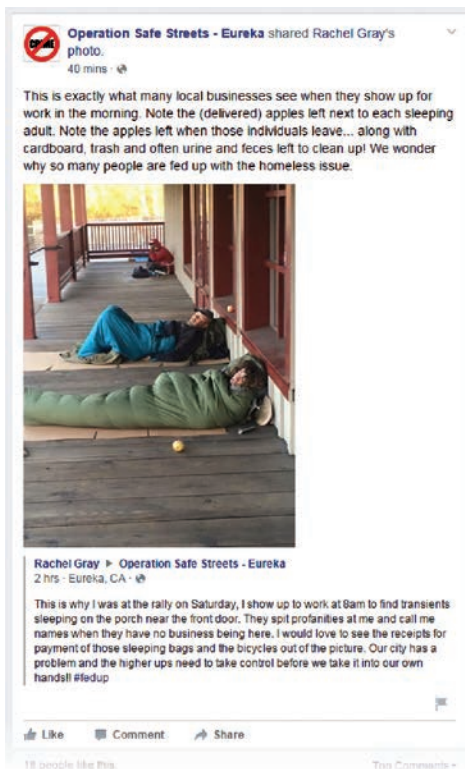 CRIME
Operation Safe Streets - Eureka shared Rachel Gray's
photo.
40 mins ·
This is exactly what many local businesses see when they show up for
work in the morning. Note the (delivered) apples left next to each sleeping
adult. Note the apples left when those individuals leave... along with
cardboard, trash and often urine and feces left to clean up! We wonder
why so many people are fed up with the homeless issue.
Rachel Gray ▶ Operation Safe Streets - Eureka
2 hrs · Eureka, CA ·
This is why I was at the rally on Saturday, I show up to work at 8am to find transients
sleeping on the porch near the front door. They spit profanities at me and call me
names when they have no business being here. I would love to see the receipts for
payment of those sleeping bags and the bicycles out of the picture. Our city has a
problem and the higher ups need to take control before we take it into our own
hands!! #fedup
Like Comment Share
18 people like this. Top Comments